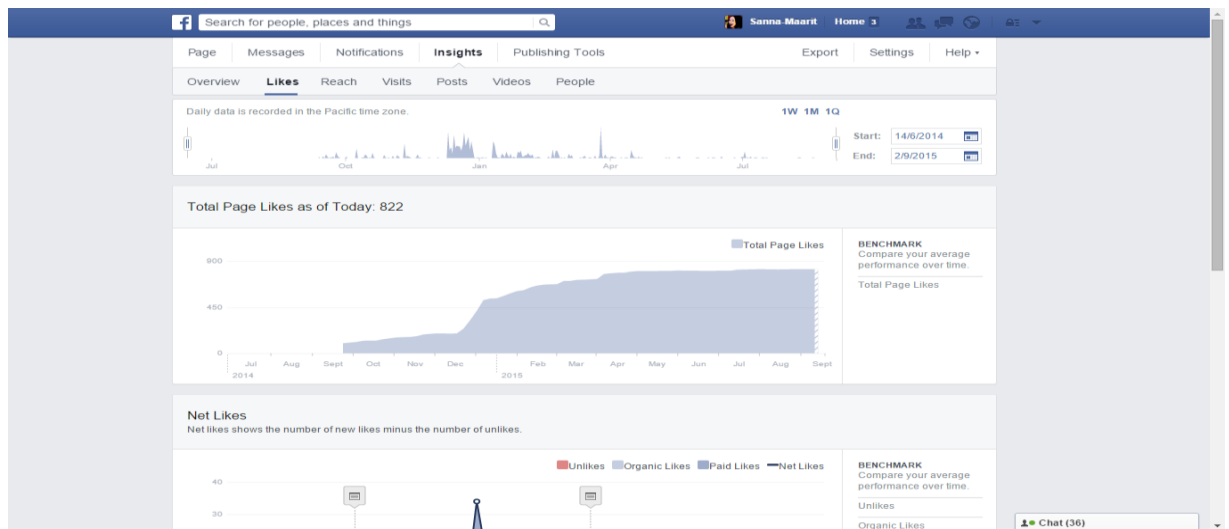 f Search for people, places and things Sanna-Maarit Home 3
Page Messages Notifications Insights Publishing Tools Export Settings Help
Overview Likes Reach Visits Posts Videos People
Daily data is recorded in the Pacific time zone. 1W 1M 1Q
Start: 14/6/2014
End: 2/9/2015
Jul Oct Jan Apr Jul
Total Page Likes as of Today: 822
Total Page Likes
BENCHMARK
Compare your average
performance over time.
Total Page Likes
900
450
0
Jul Aug Sept Oct Nov Dec Feb Mar Apr May Jun Jul Aug Sept
2014 2015
Net Likes
Net likes shows the number of new likes minus the number of unlikes.
Unlikes Organic Likes Paid Likes Net Likes
BENCHMARK
Compare your average
performance over time.
Unlikes
Organic Likes
40
30
Chat (36)